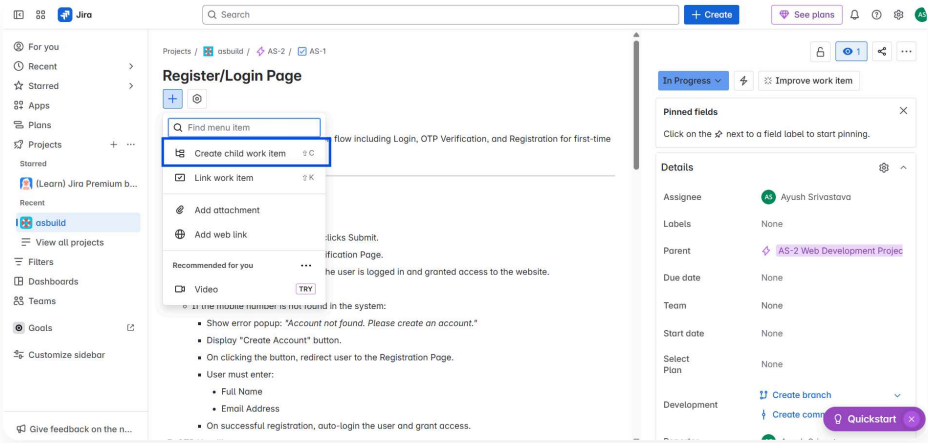 Jira
Search
+ Create
See plans
AS
For you
Recent
Starred
Apps
Plans
Projects
Starred
(Learn) Jira Premium b...
Recent
asbuild
View all projects
Filters
Dashboards
Teams
Goals
Customize sidebar
Give feedback on the n...
Projects / asbuild / AS-2 / AS-1
Register/Login Page
Find menu item
Create child work item ⇧C
Link work item ⇧K
Add attachment
Add web link
Recommended for you
Video TRY
flow including Login, OTP Verification, and Registration for first-time
clicks Submit.
ification Page.
he user is logged in and granted access to the website.
If the mobile number is not found in the system:
Show error popup: "Account not found. Please create an account."
Display "Create Account" button.
On clicking the button, redirect user to the Registration Page.
User must enter:
Full Name
Email Address
On successful registration, auto-login the user and grant access.
1
In Progress
Improve work item
Pinned fields
Click on the next to a field label to start pinning.
Details
Assignee AS Ayush Srivastava
Labels None
Parent AS-2 Web Development Projec
Due date None
Team None
Start date None
Select Plan None
Development Create branch
Create comm
Quickstart